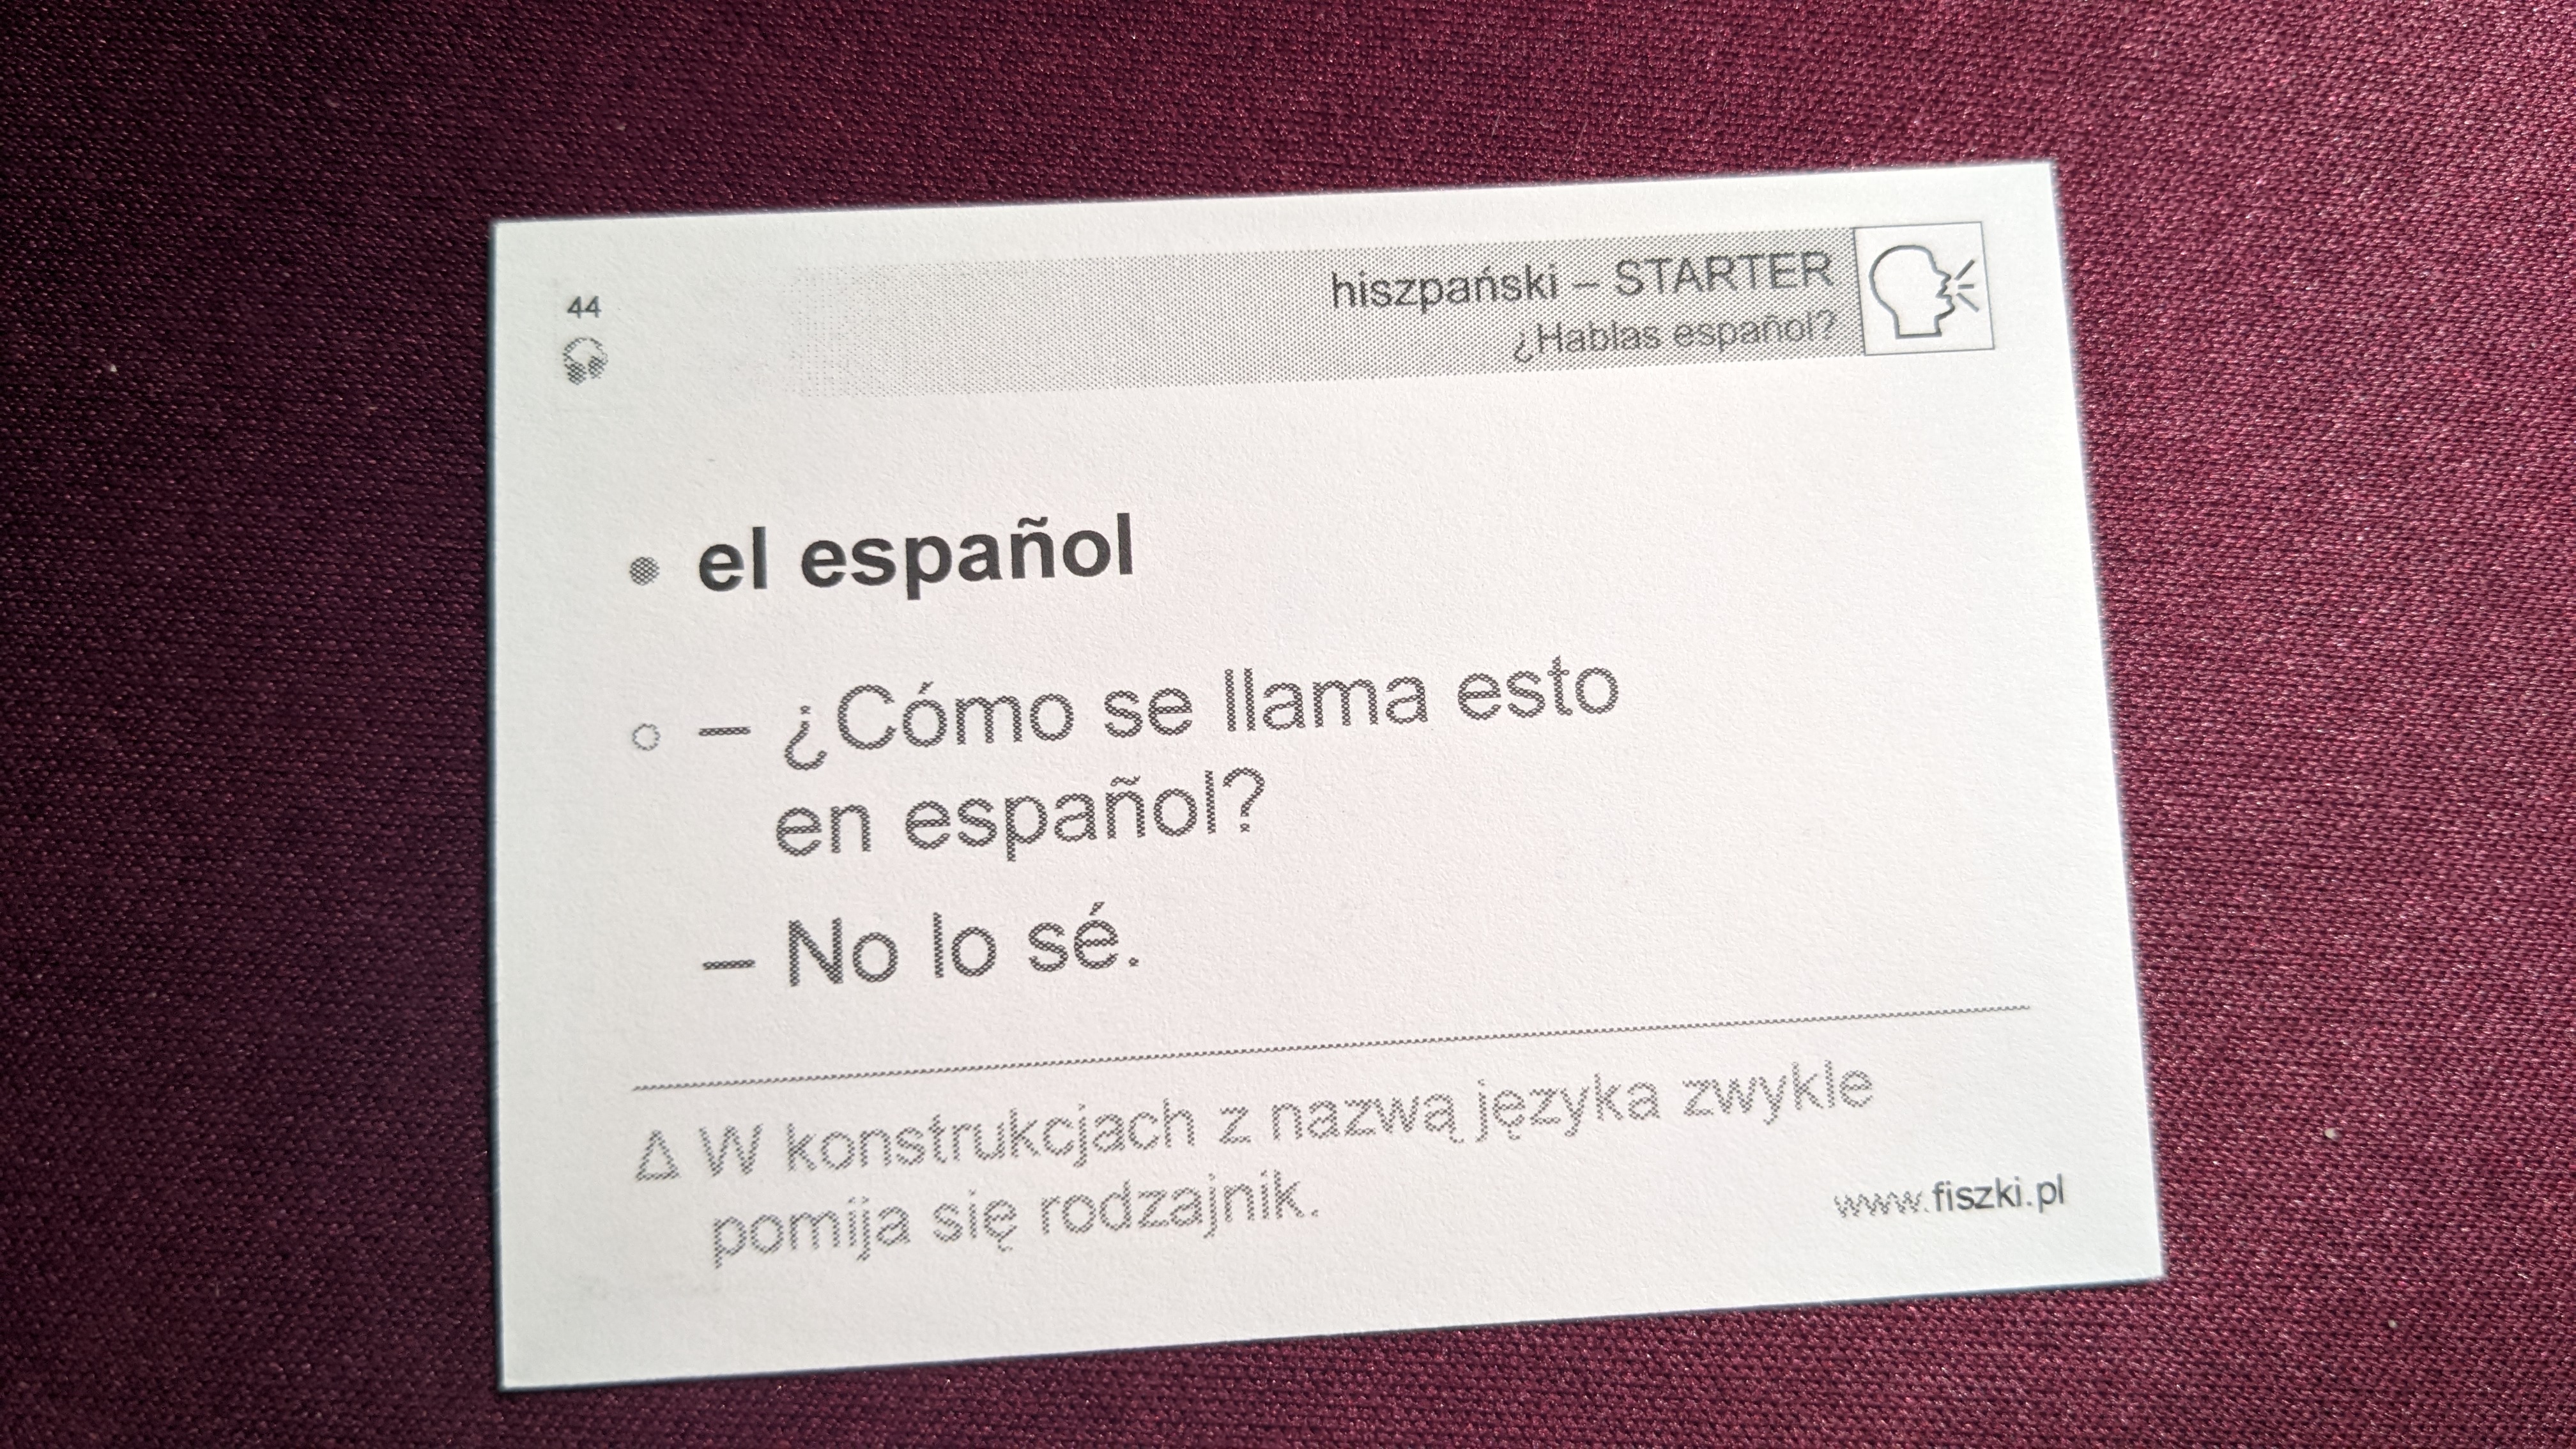 44
hiszpański – STARTER
¿Hablas español?
• el español
○ – ¿Cómo se llama esto
en español?
– No lo sé.
Δ W konstrukcjach z nazwą języka zwykle
pomija się rodzajnik.
www.fiszki.pl